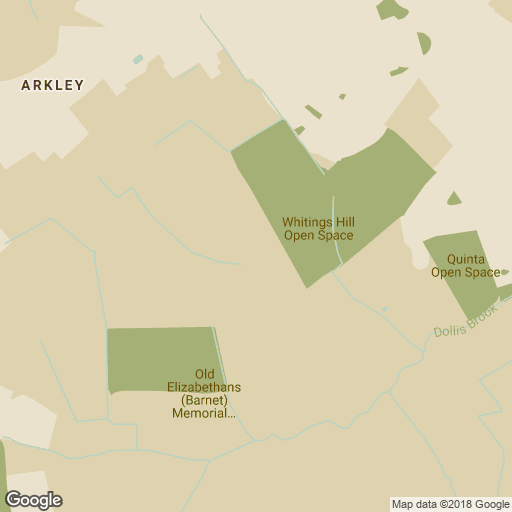 ARKLEY
Whitings Hill
Open Space
Quinta
Open Space
Dollis Brook
Old
Elizabethans
(Barnet)
Memorial...
Google
Map data ©2018 Google